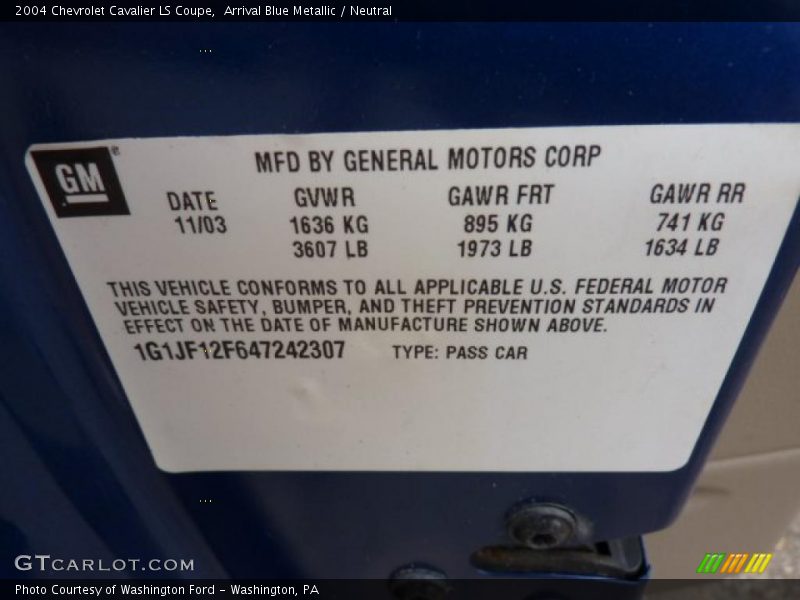 2004 Chevrolet Cavalier LS Coupe,  Arrival Blue Metallic / Neutral
GM®
MFD BY GENERAL MOTORS CORP
DATE GVWR GAWR FRT GAWR RR
11/03 1636 KG 895 KG 741 KG
3607 LB 1973 LB 1634 LB
THIS VEHICLE CONFORMS TO ALL APPLICABLE U.S. FEDERAL MOTOR
VEHICLE SAFETY, BUMPER, AND THEFT PREVENTION STANDARDS IN
EFFECT ON THE DATE OF MANUFACTURE SHOWN ABOVE.
1G1JF12F647242307 TYPE: PASS CAR
GTCARLOT.COM
Photo Courtesy of Washington Ford - Washington, PA